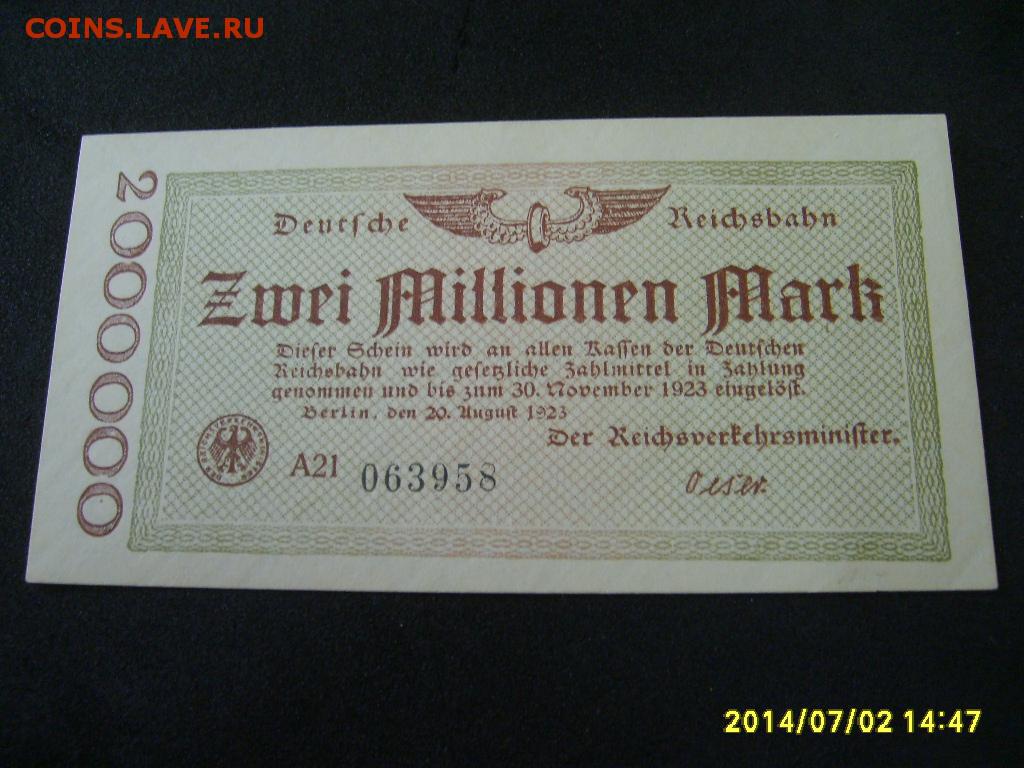 COINS.LAVE.RU
2000000
Deutsche Reichsbahn
Zwei Millionen Mark
Dieser Schein wird an allen Kassen der Deutschen
Reichsbahn wie gesetzliche Zahlmittel in Zahlung
genommen und bis zum 30. November 1923 eingelöst.
Berlin, den 20. August 1923
Der Reichsverkehrsminister.
A21 063958
Oeser.
2014/07/02 14:47